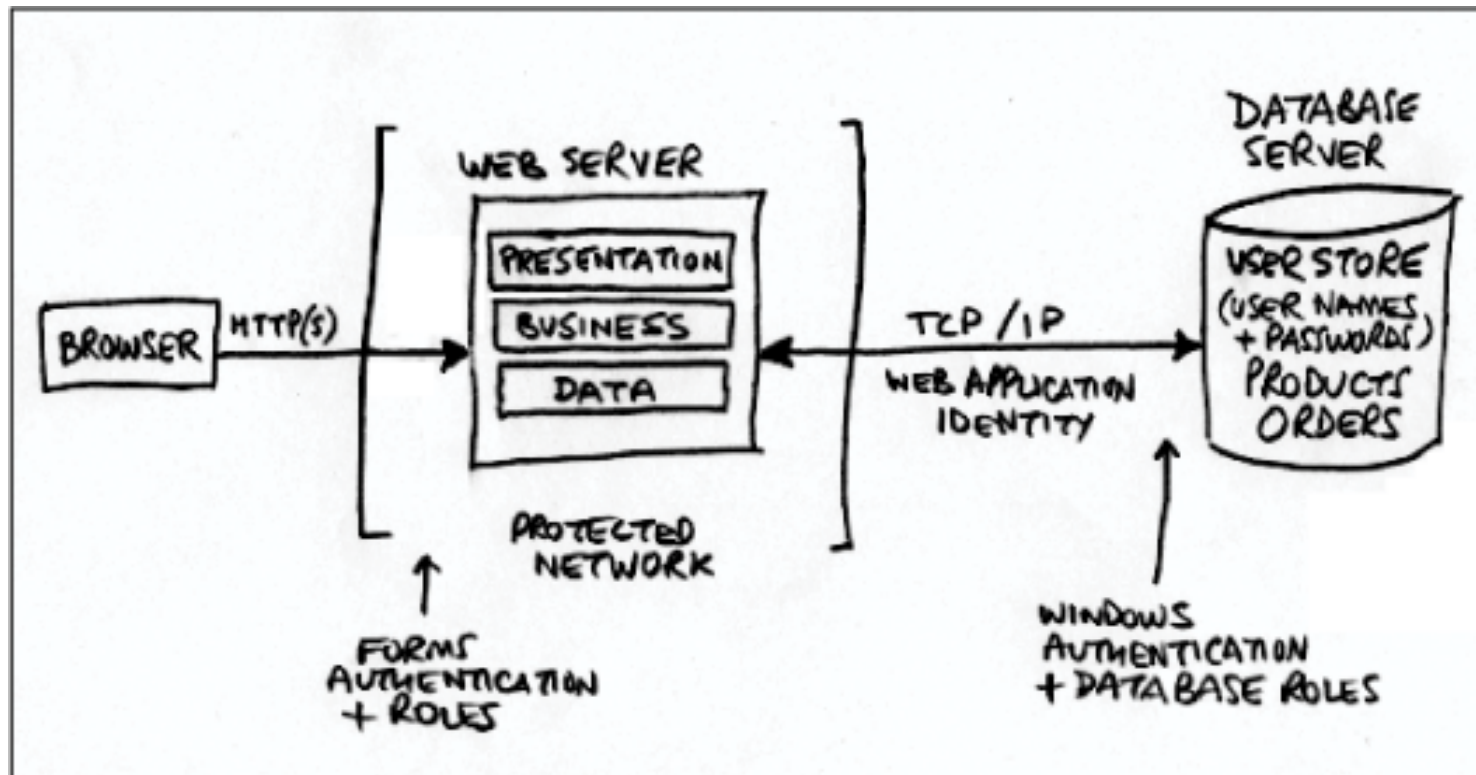 DATABASE
SERVER
WEB SERVER
PRESENTATION
BUSINESS
DATA
BROWSER
HTTP(S)
TCP/IP
WEB APPLICATION
IDENTITY
USER STORE
(USER NAMES
+ PASSWORDS)
PRODUCTS
ORDERS
PROTECTED
NETWORK
FORMS
AUTHENTICATION
+ ROLES
WINDOWS
AUTHENTICATION
+ DATABASE ROLES